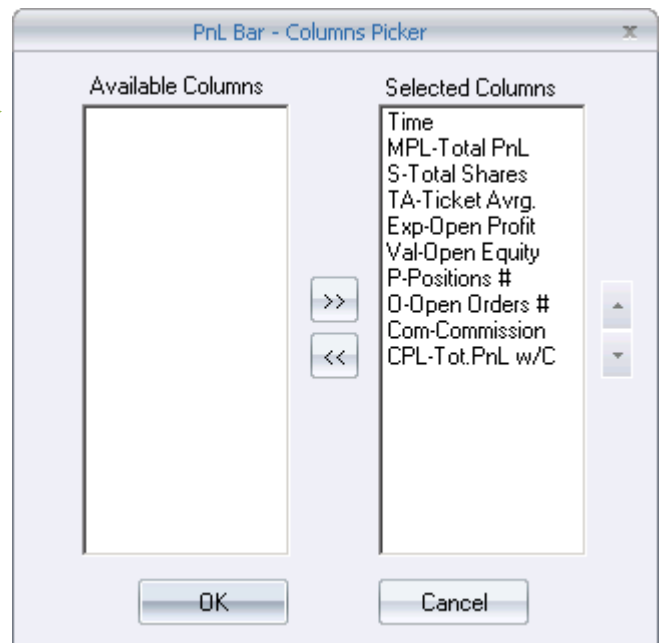 PnL Bar - Columns Picker
x
Available Columns
Selected Columns
Time
MPL-Total PnL
S-Total Shares
TA-Ticket Avrg.
Exp-Open Profit
Val-Open Equity
P-Positions #
O-Open Orders #
Com-Commission
CPL-Tot.PnL w/C
>>
<<
OK
Cancel